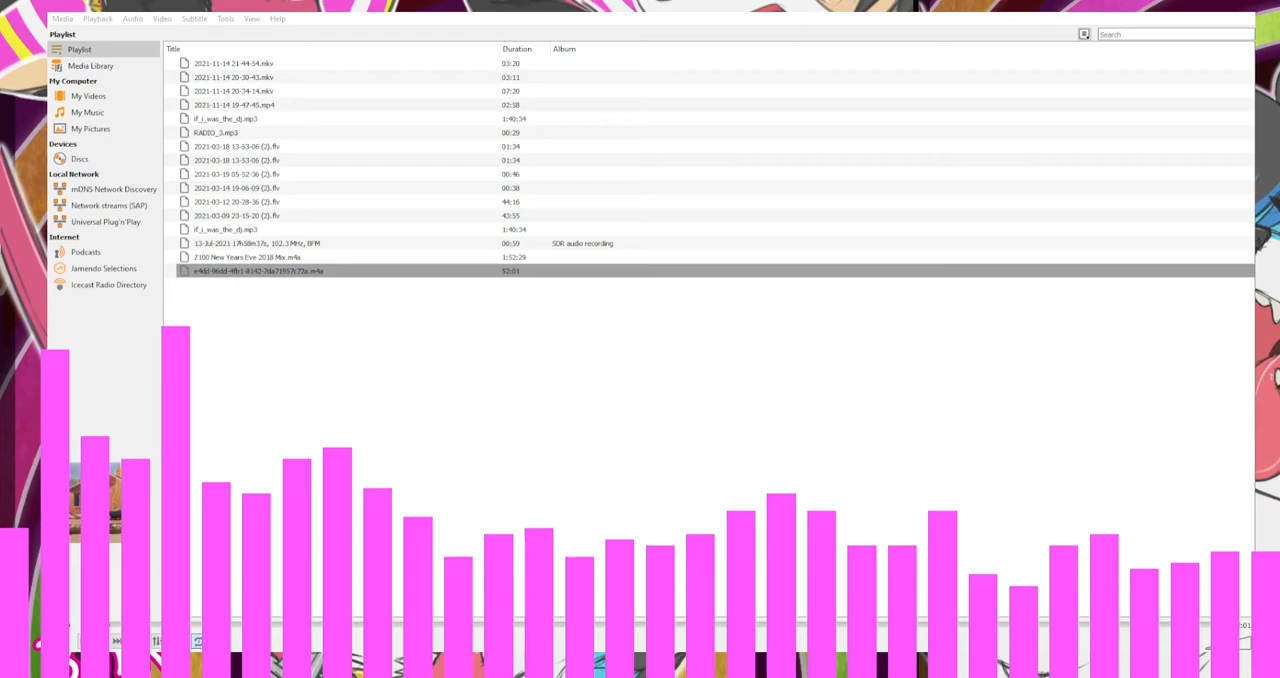 Media Playback Audio Video Subtitle Tools View Help
Playlist
Search
Playlist
Media Library
My Computer
My Videos
My Music
My Pictures
Devices
Discs
Local Network
mDNS Network Discovery
Network streams (SAP)
Universal Plug'n'Play
Internet
Podcasts
Jamendo Selections
Icecast Radio Directory
Title Duration Album
2021-11-14 21-44-54.mkv 03:20
2021-11-14 20-30-43.mkv 03:11
2021-11-14 20-34-14.mkv 07:20
2021-11-14 19-47-45.mp4 02:58
if_i_was_the_dj.mp3 1:40:34
RADIO_3.mp3 00:29
2021-03-18 13-53-06 (2).flv 01:34
2021-03-18 13-53-06 (2).flv 01:34
2021-03-19 05-52-36 (2).flv 00:46
2021-03-14 19-06-09 (2).flv 00:38
2021-03-12 20-28-36 (2).flv 44:16
2021-03-09 23-15-20 (2).flv 43:55
if_i_was_the_dj.mp3 1:40:34
13-Jul-2021 17h58m37s, 102.3 MHz, BFM 00:59 SDR audio recording
Z100 New Years Eve 2018 Mix.m4a 1:52:29
e4dd-96dd-4fb1-8142-7da71957c72a.m4a 52:01